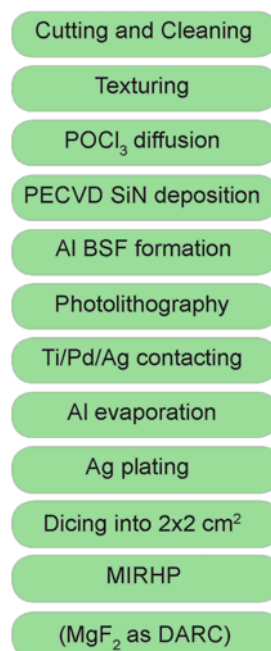 Cutting and Cleaning
Texturing
POCl₃ diffusion
PECVD SiN deposition
Al BSF formation
Photolithography
Ti/Pd/Ag contacting
Al evaporation
Ag plating
Dicing into 2x2 cm²
MIRHP
(MgF₂ as DARC)